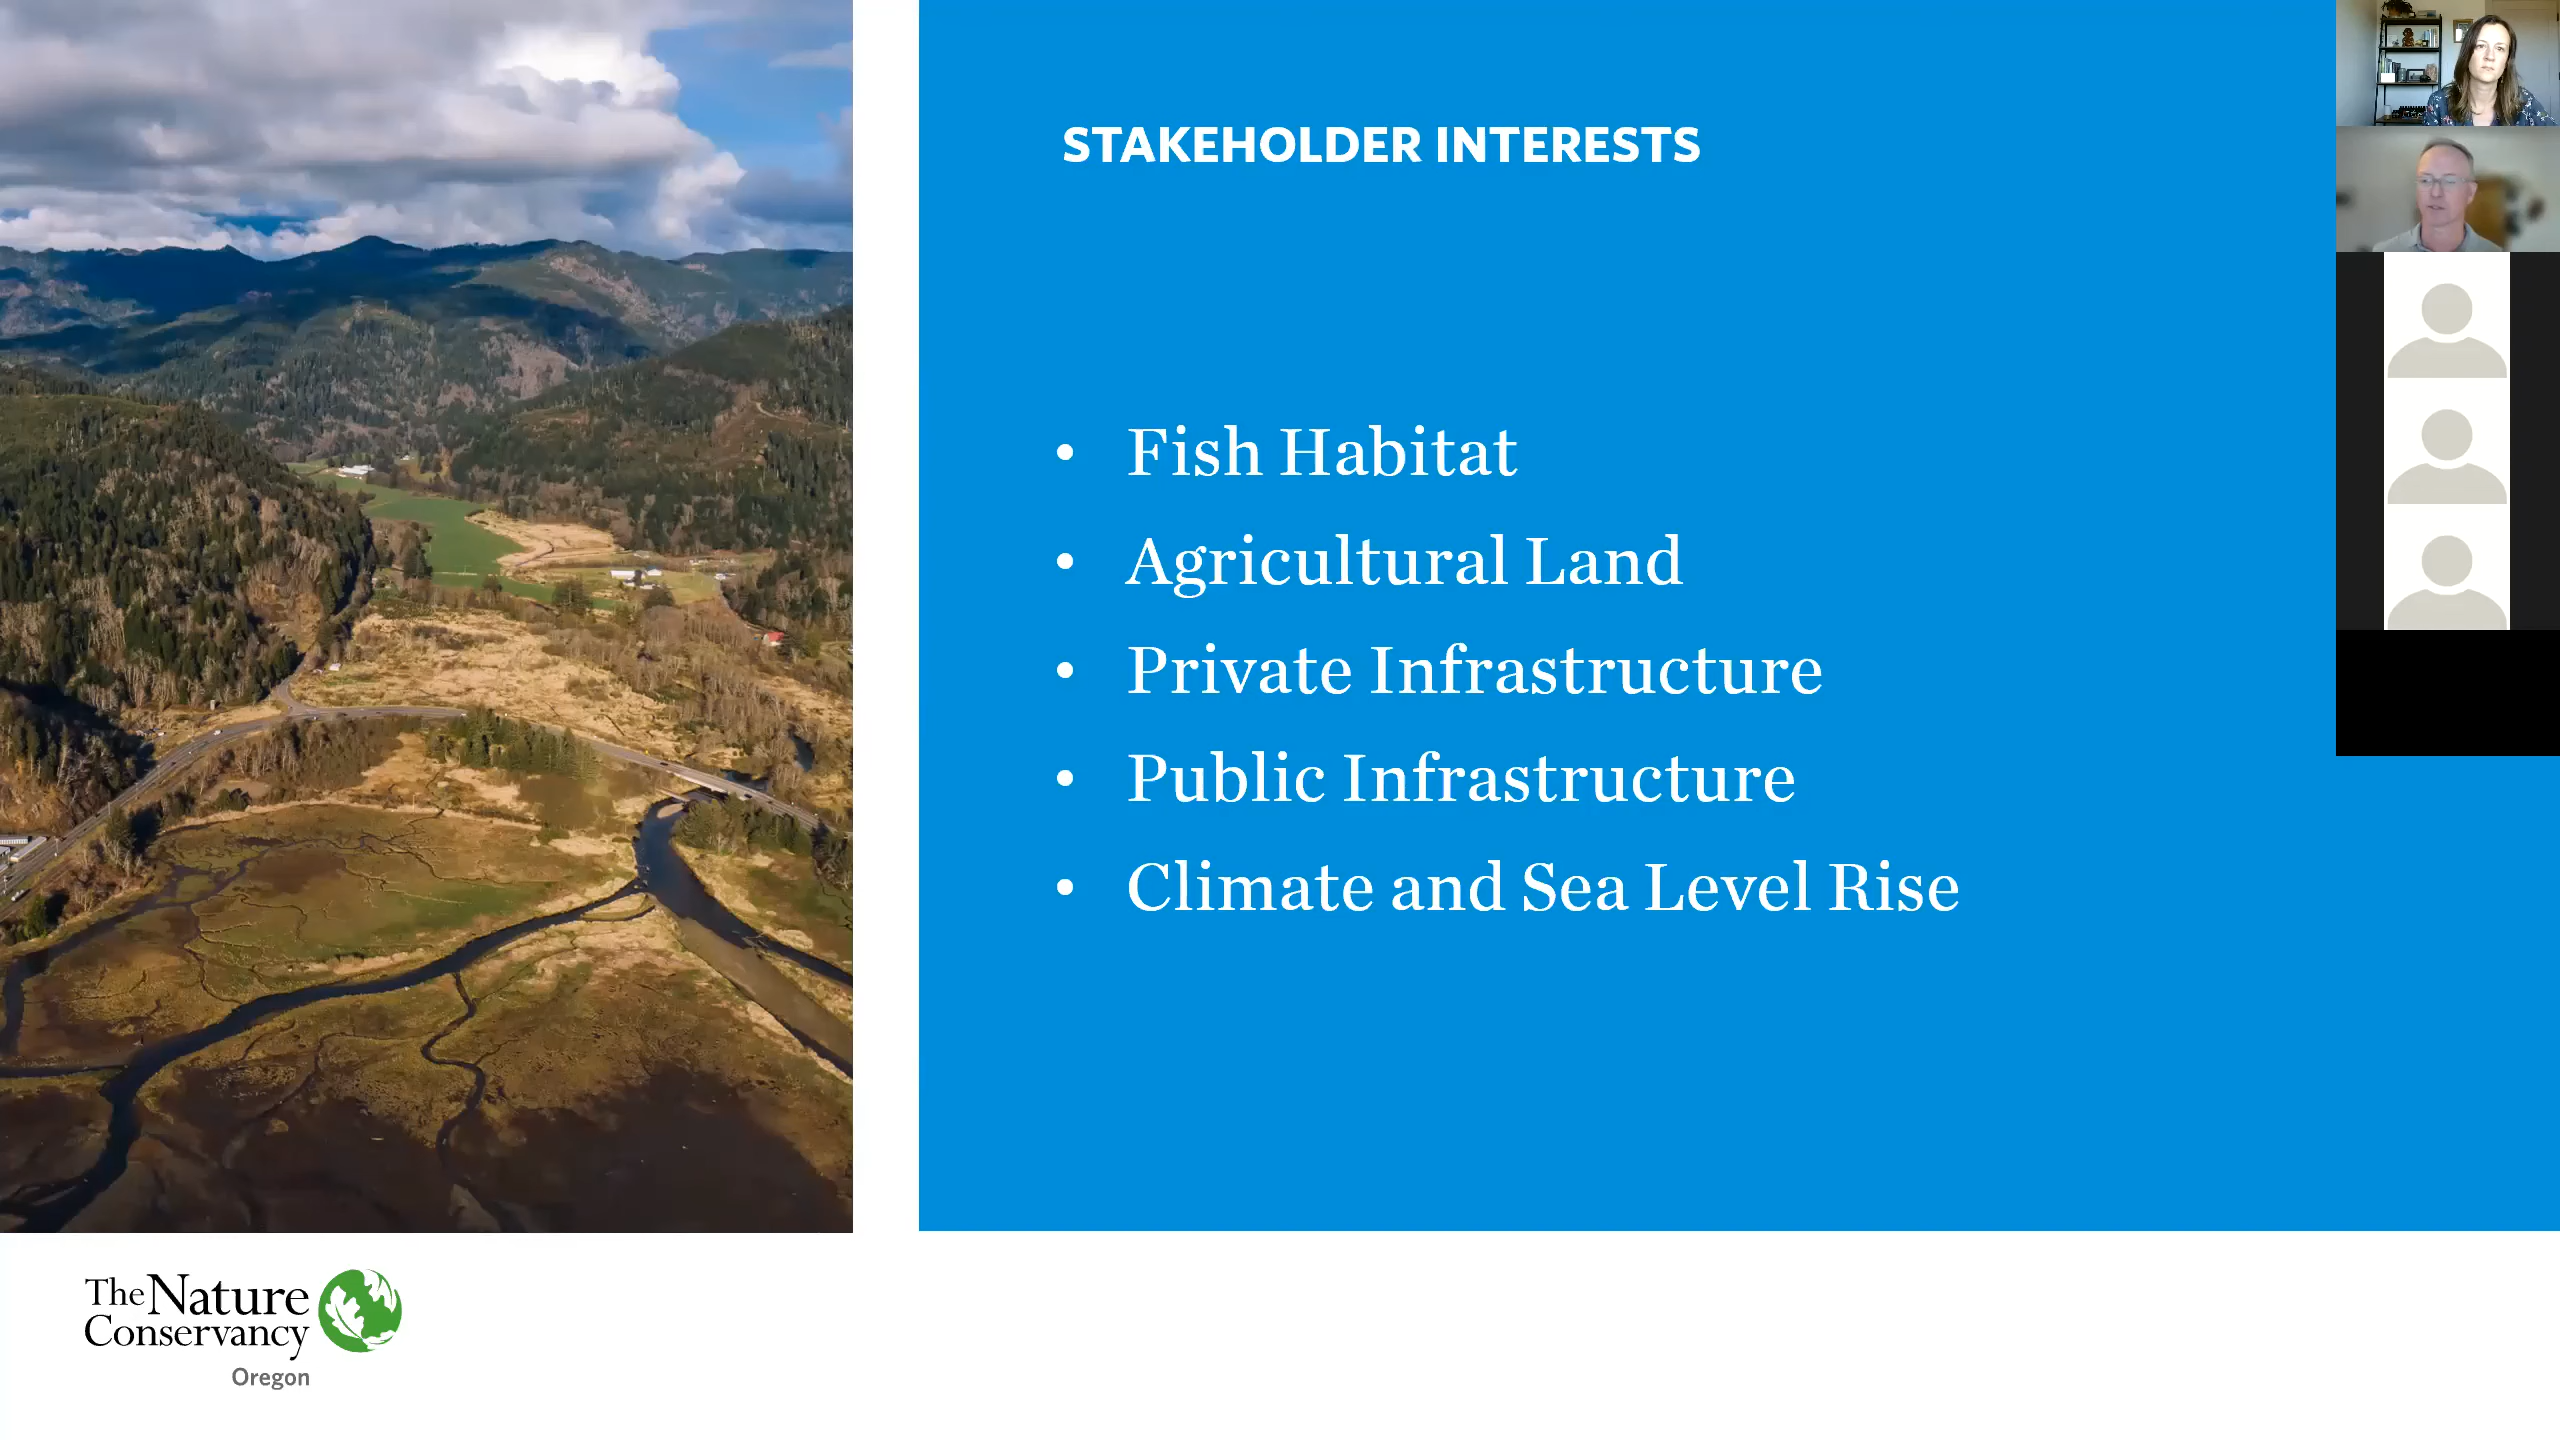 STAKEHOLDER INTERESTS
• Fish Habitat
• Agricultural Land
• Private Infrastructure
• Public Infrastructure
• Climate and Sea Level Rise
The Nature
Conservancy
Oregon